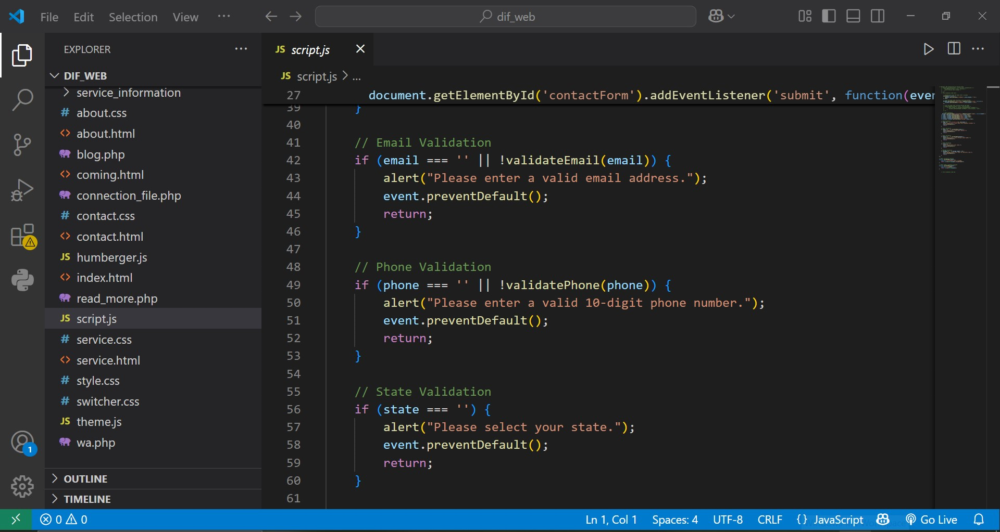 File Edit Selection View ··· dif_web
EXPLORER ···
DIF_WEB
service_information
# about.css
<> about.html
blog.php
<> coming.html
connection_file.php
# contact.css
<> contact.html
JS humberger.js
<> index.html
read_more.php
JS script.js
# service.css
<> service.html
# style.css
# switcher.css
JS theme.js
wa.php
OUTLINE
TIMELINE
1
JS script.js
JS script.js > ...
27 document.getElementById('contactForm').addEventListener('submit', function(ever
39 }
40
41 // Email Validation
42 if (email === '' || !validateEmail(email)) {
43 alert("Please enter a valid email address.");
44 event.preventDefault();
45 return;
46 }
47
48 // Phone Validation
49 if (phone === '' || !validatePhone(phone)) {
50 alert("Please enter a valid 10-digit phone number.");
51 event.preventDefault();
52 return;
53 }
54
55 // State Validation
56 if (state === '') {
57 alert("Please select your state.");
58 event.preventDefault();
59 return;
60 }
61
0 0 Ln 1, Col 1 Spaces: 4 UTF-8 CRLF {} JavaScript Go Live